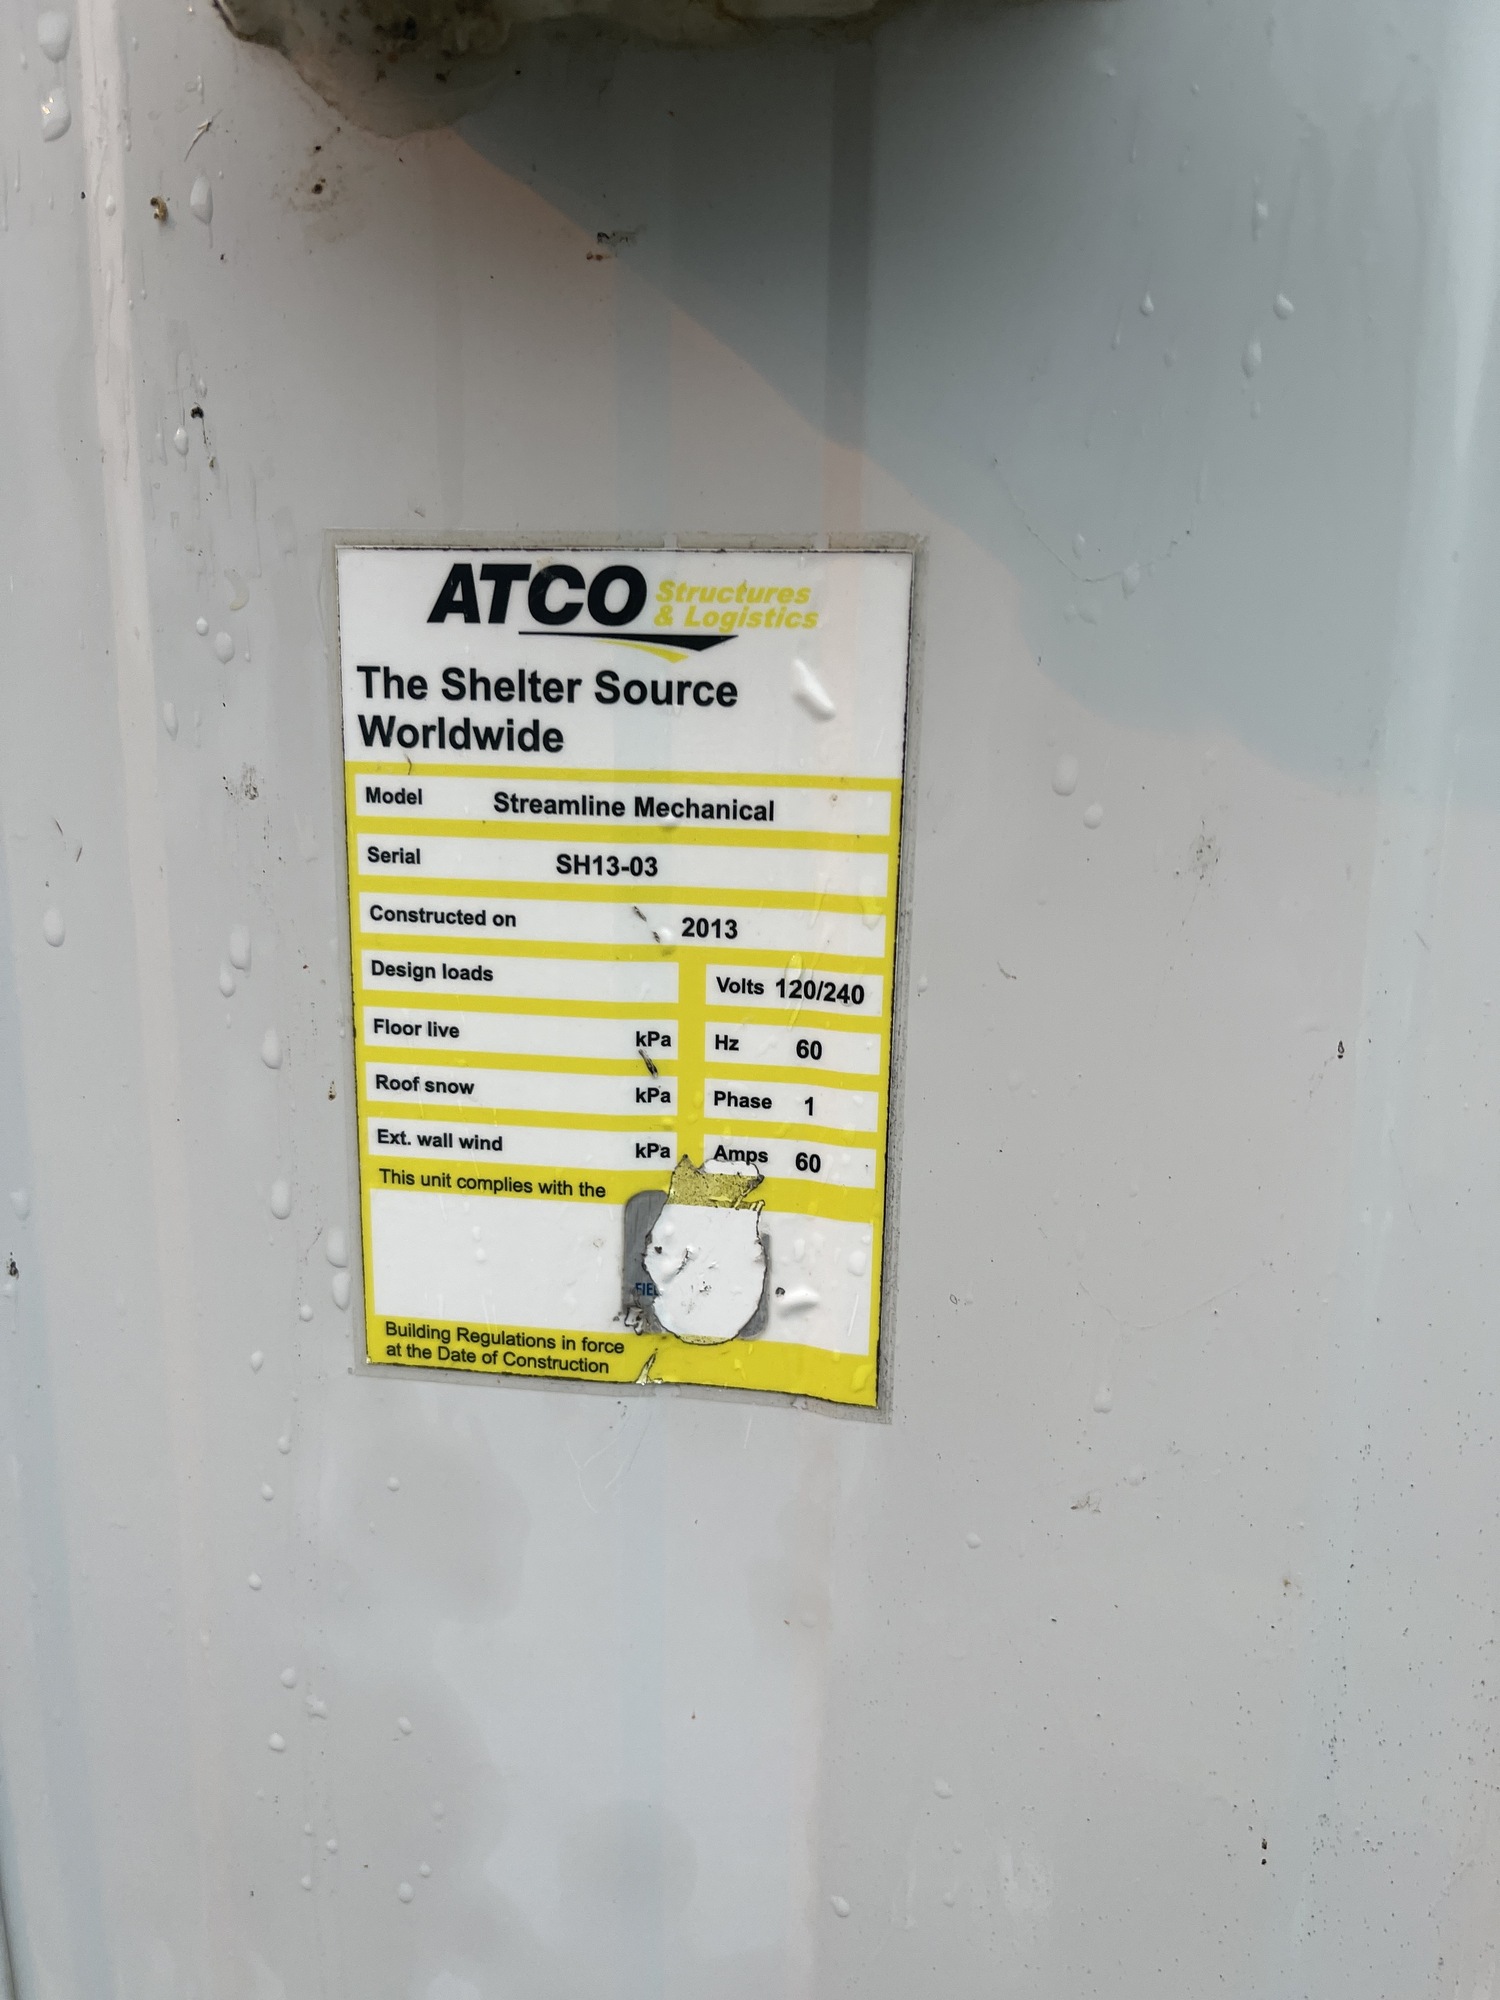 ATCO Structures
& Logistics
The Shelter Source
Worldwide
Model Streamline Mechanical
Serial SH13-03
Constructed on 2013
Design loads Volts 120/240
Floor live kPa Hz 60
Roof snow kPa Phase 1
Ext. wall wind kPa Amps 60
This unit complies with the
Building Regulations in force
at the Date of Construction